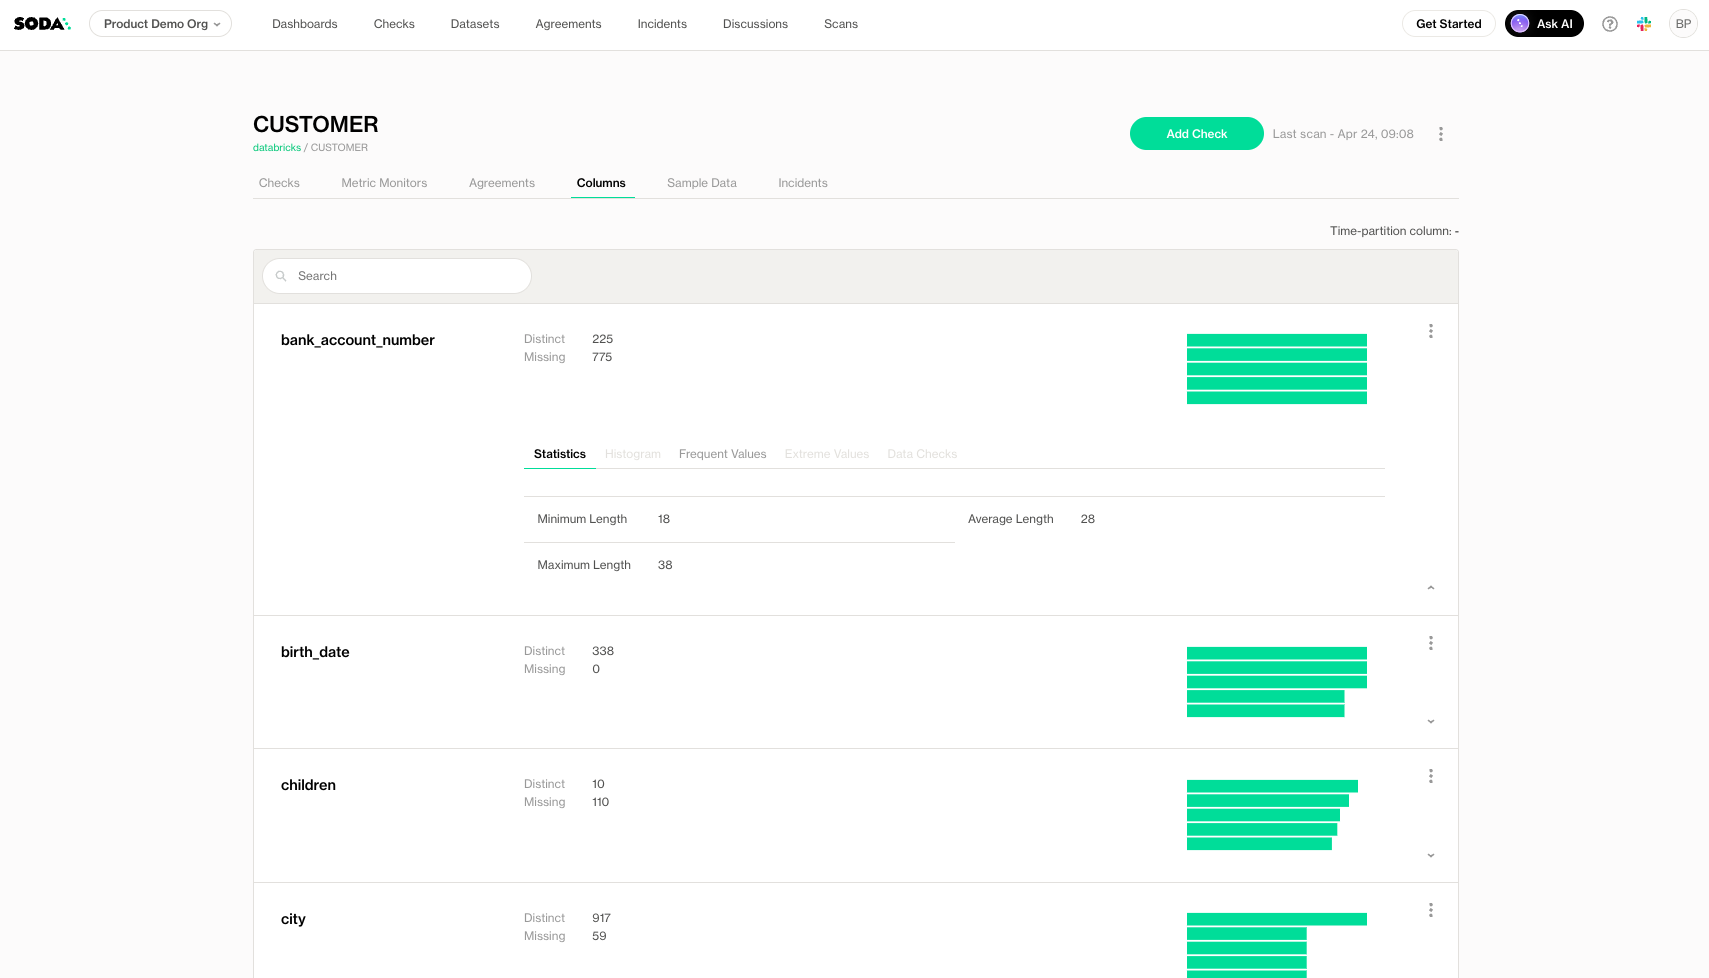 SODA Product Demo Org Dashboards Checks Datasets Agreements Incidents Discussions Scans Get Started Ask AI ? BP
CUSTOMER
databricks / CUSTOMER
Add Check Last scan - Apr 24, 09:08
Checks Metric Monitors Agreements Columns Sample Data Incidents
Time-partition column: -
Search
bank_account_number
Distinct 225
Missing 775
Statistics Histogram Frequent Values Extreme Values Data Checks
Minimum Length 18 Average Length 28
Maximum Length 38
birth_date
Distinct 338
Missing 0
children
Distinct 10
Missing 110
city
Distinct 917
Missing 59